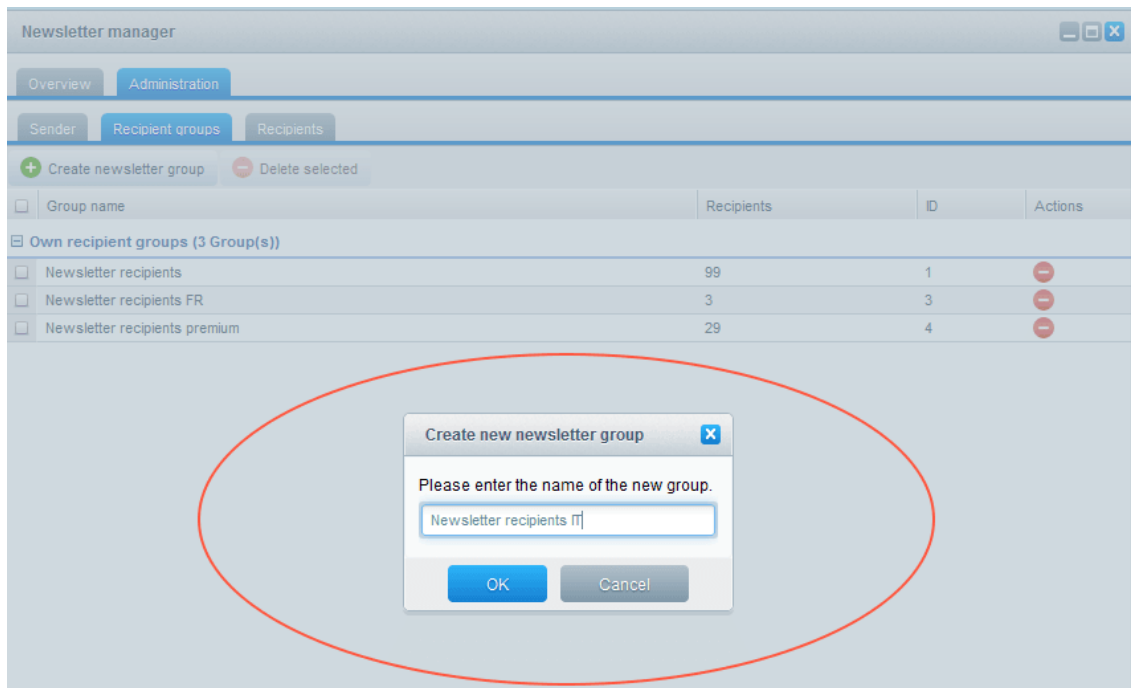 Newsletter manager
Overview Administration
Sender Recipient groups Recipients
Create newsletter group Delete selected
Group name Recipients ID Actions
Own recipient groups (3 Group(s))
Newsletter recipients 99 1
Newsletter recipients FR 3 3
Newsletter recipients premium 29 4
Create new newsletter group
Please enter the name of the new group.
Newsletter recipients IT
OK Cancel